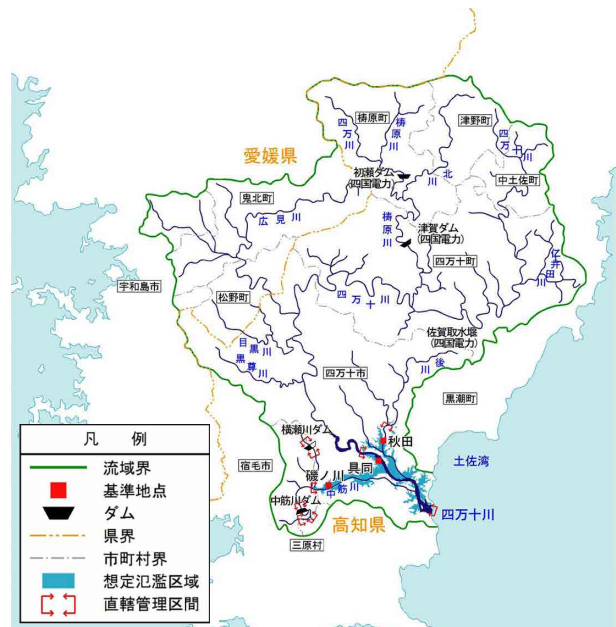 梼原町
津野町
四万川
梼原川
四万十川
愛媛県
初瀬ダム
(四国電力)
北川
中土佐町
鬼北町
広見川
梼原川
津賀ダム
(四国電力)
四万十町
仁井田川
宇和島市
松野町
四万十川
佐賀取水堰
(四国電力)
目黒川
黒尊川
四万十市
後川
黒潮町
横瀬川ダム
秋田
土佐湾
宿毛市
具同
磯ノ川
中筋川
中筋川ダム
四万十川
高知県
三原村
凡 例
流域界
基準地点
ダム
県界
市町村界
想定氾濫区域
直轄管理区間